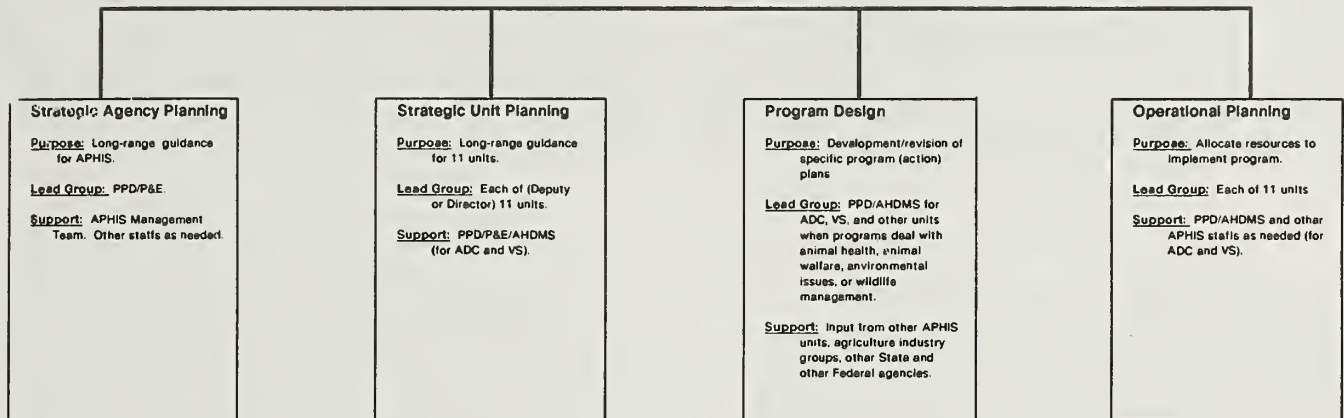 Strategic Agency Planning
Purpose: Long-range guidance
for APHIS.
Lead Group: PPD/P&E.
Support: APHIS Management
Team. Other staffs as needed.
Strategic Unit Planning
Purpose: Long-range guidance
for 11 units.
Lead Group: Each of (Deputy
or Director) 11 units.
Support: PPD/P&E/AHDMS
(for ADC and VS).
Program Design
Purpose: Development/revision of
specific program (action)
plans
Lead Group: PPD/AHDMS for
ADC, VS, and other units
when programs deal with
animal health, animal
welfare, environmental
issues, or wildlife
management.
Support: Input from other APHIS
units, agriculture industry
groups, other State and
other Federal agencies.
Operational Planning
Purpose: Allocate resources to
implement program.
Lead Group: Each of 11 units
Support: PPD/AHDMS and other
APHIS staffs as needed (for
ADC and VS).